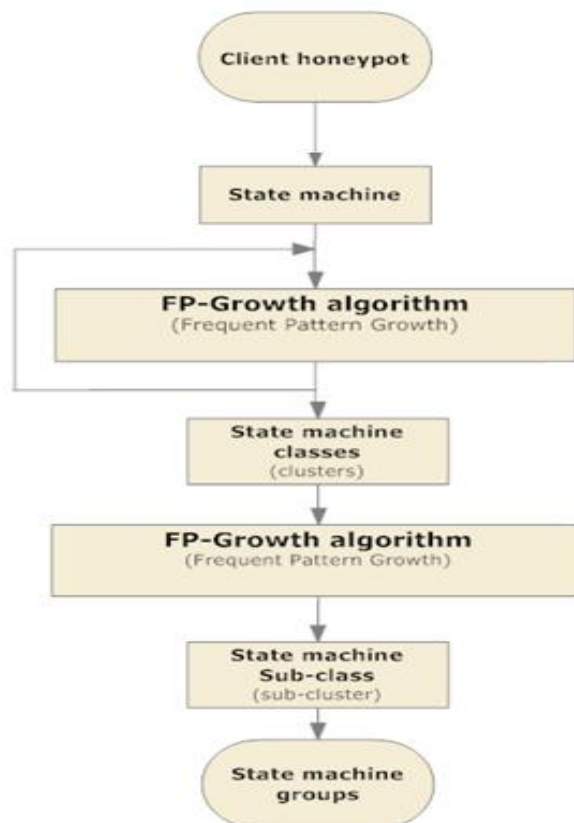 Client honeypot
State machine
FP-Growth algorithm
(Frequent Pattern Growth)
State machine
classes
(clusters)
FP-Growth algorithm
(Frequent Pattern Growth)
State machine
Sub-class
(sub-cluster)
State machine
groups